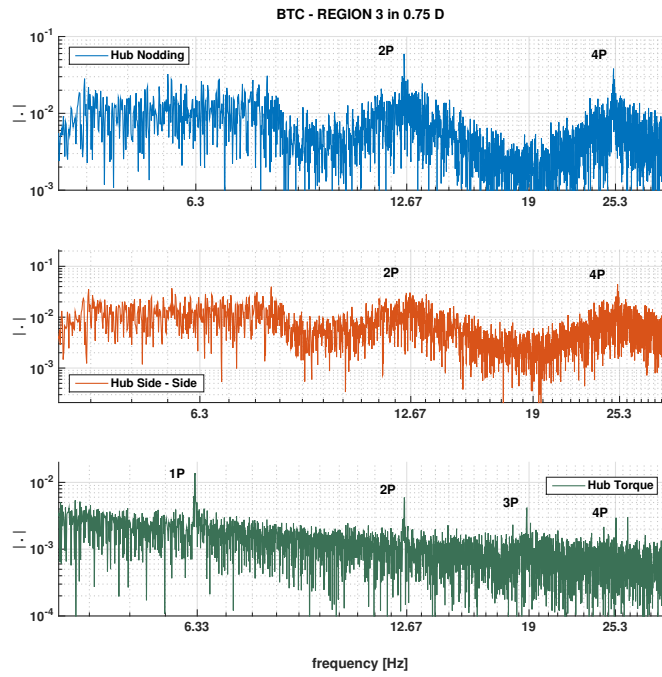 BTC - REGION 3 in 0.75 D
10^-1
Hub Nodding
2P
4P
10^-2
| · |
10^-3
6.3 12.67 19 25.3
10^-1
2P
4P
10^-2
| · |
10^-3
Hub Side - Side
6.3 12.67 19 25.3
1P
Hub Torque
10^-2
2P
3P
4P
| · |
10^-3
10^-4
6.33 12.67 19 25.3
frequency [Hz]